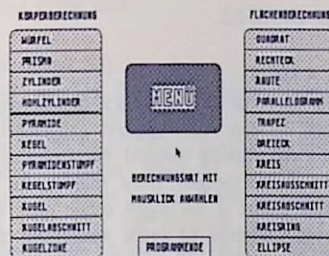 KÖRPERBERECHNUNG
WÜRFEL
PRISMA
ZYLINDER
HOHLZYLINDER
PYRAMIDE
KEGEL
PYRAMIDENSTUMPF
KEGELSTUMPF
KUGEL
KUGELABSCHNITT
KUGELZONE
MENÜ
BERECHNUNGSART MIT
MAUSKLICK ANWÄHLEN
PROGRAMMENDE
FLÄCHENBERECHNUNG
QUADRAT
RECHTECK
RAUTE
PARALLELOGRAMM
TRAPEZ
DREIECK
KREIS
KREISAUSSCHNITT
KREISABSCHNITT
KREISRING
ELLIPSE